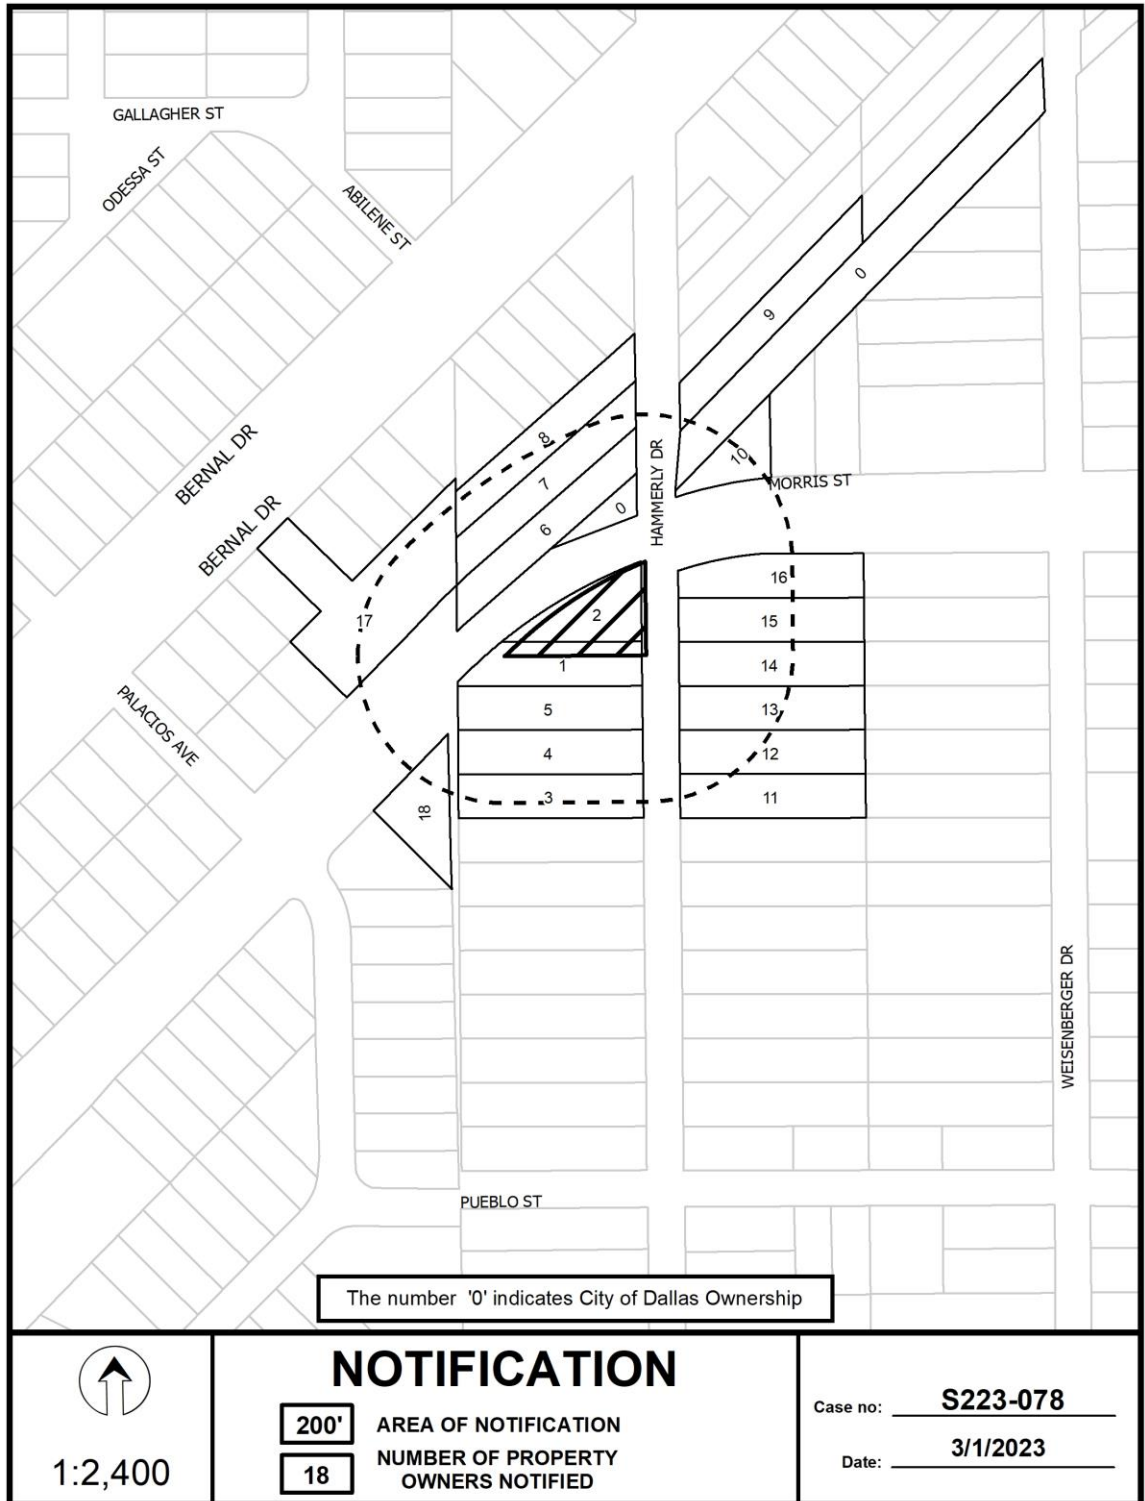 GALLAGHER ST
ODESSA ST
ABILENE ST
0
9
BERNAL DR
8
HAMMERLY DR
10
7
MORRIS ST
BERNAL DR
0
6
16
2
17
15
1
14
PALACIOS AVE
5
13
4
12
3
11
18
WEISENBERGER DR
PUEBLO ST
The number '0' indicates City of Dallas Ownership
1:2,400
NOTIFICATION
200' AREA OF NOTIFICATION
18 NUMBER OF PROPERTY
OWNERS NOTIFIED
Case no: S223-078
Date: 3/1/2023